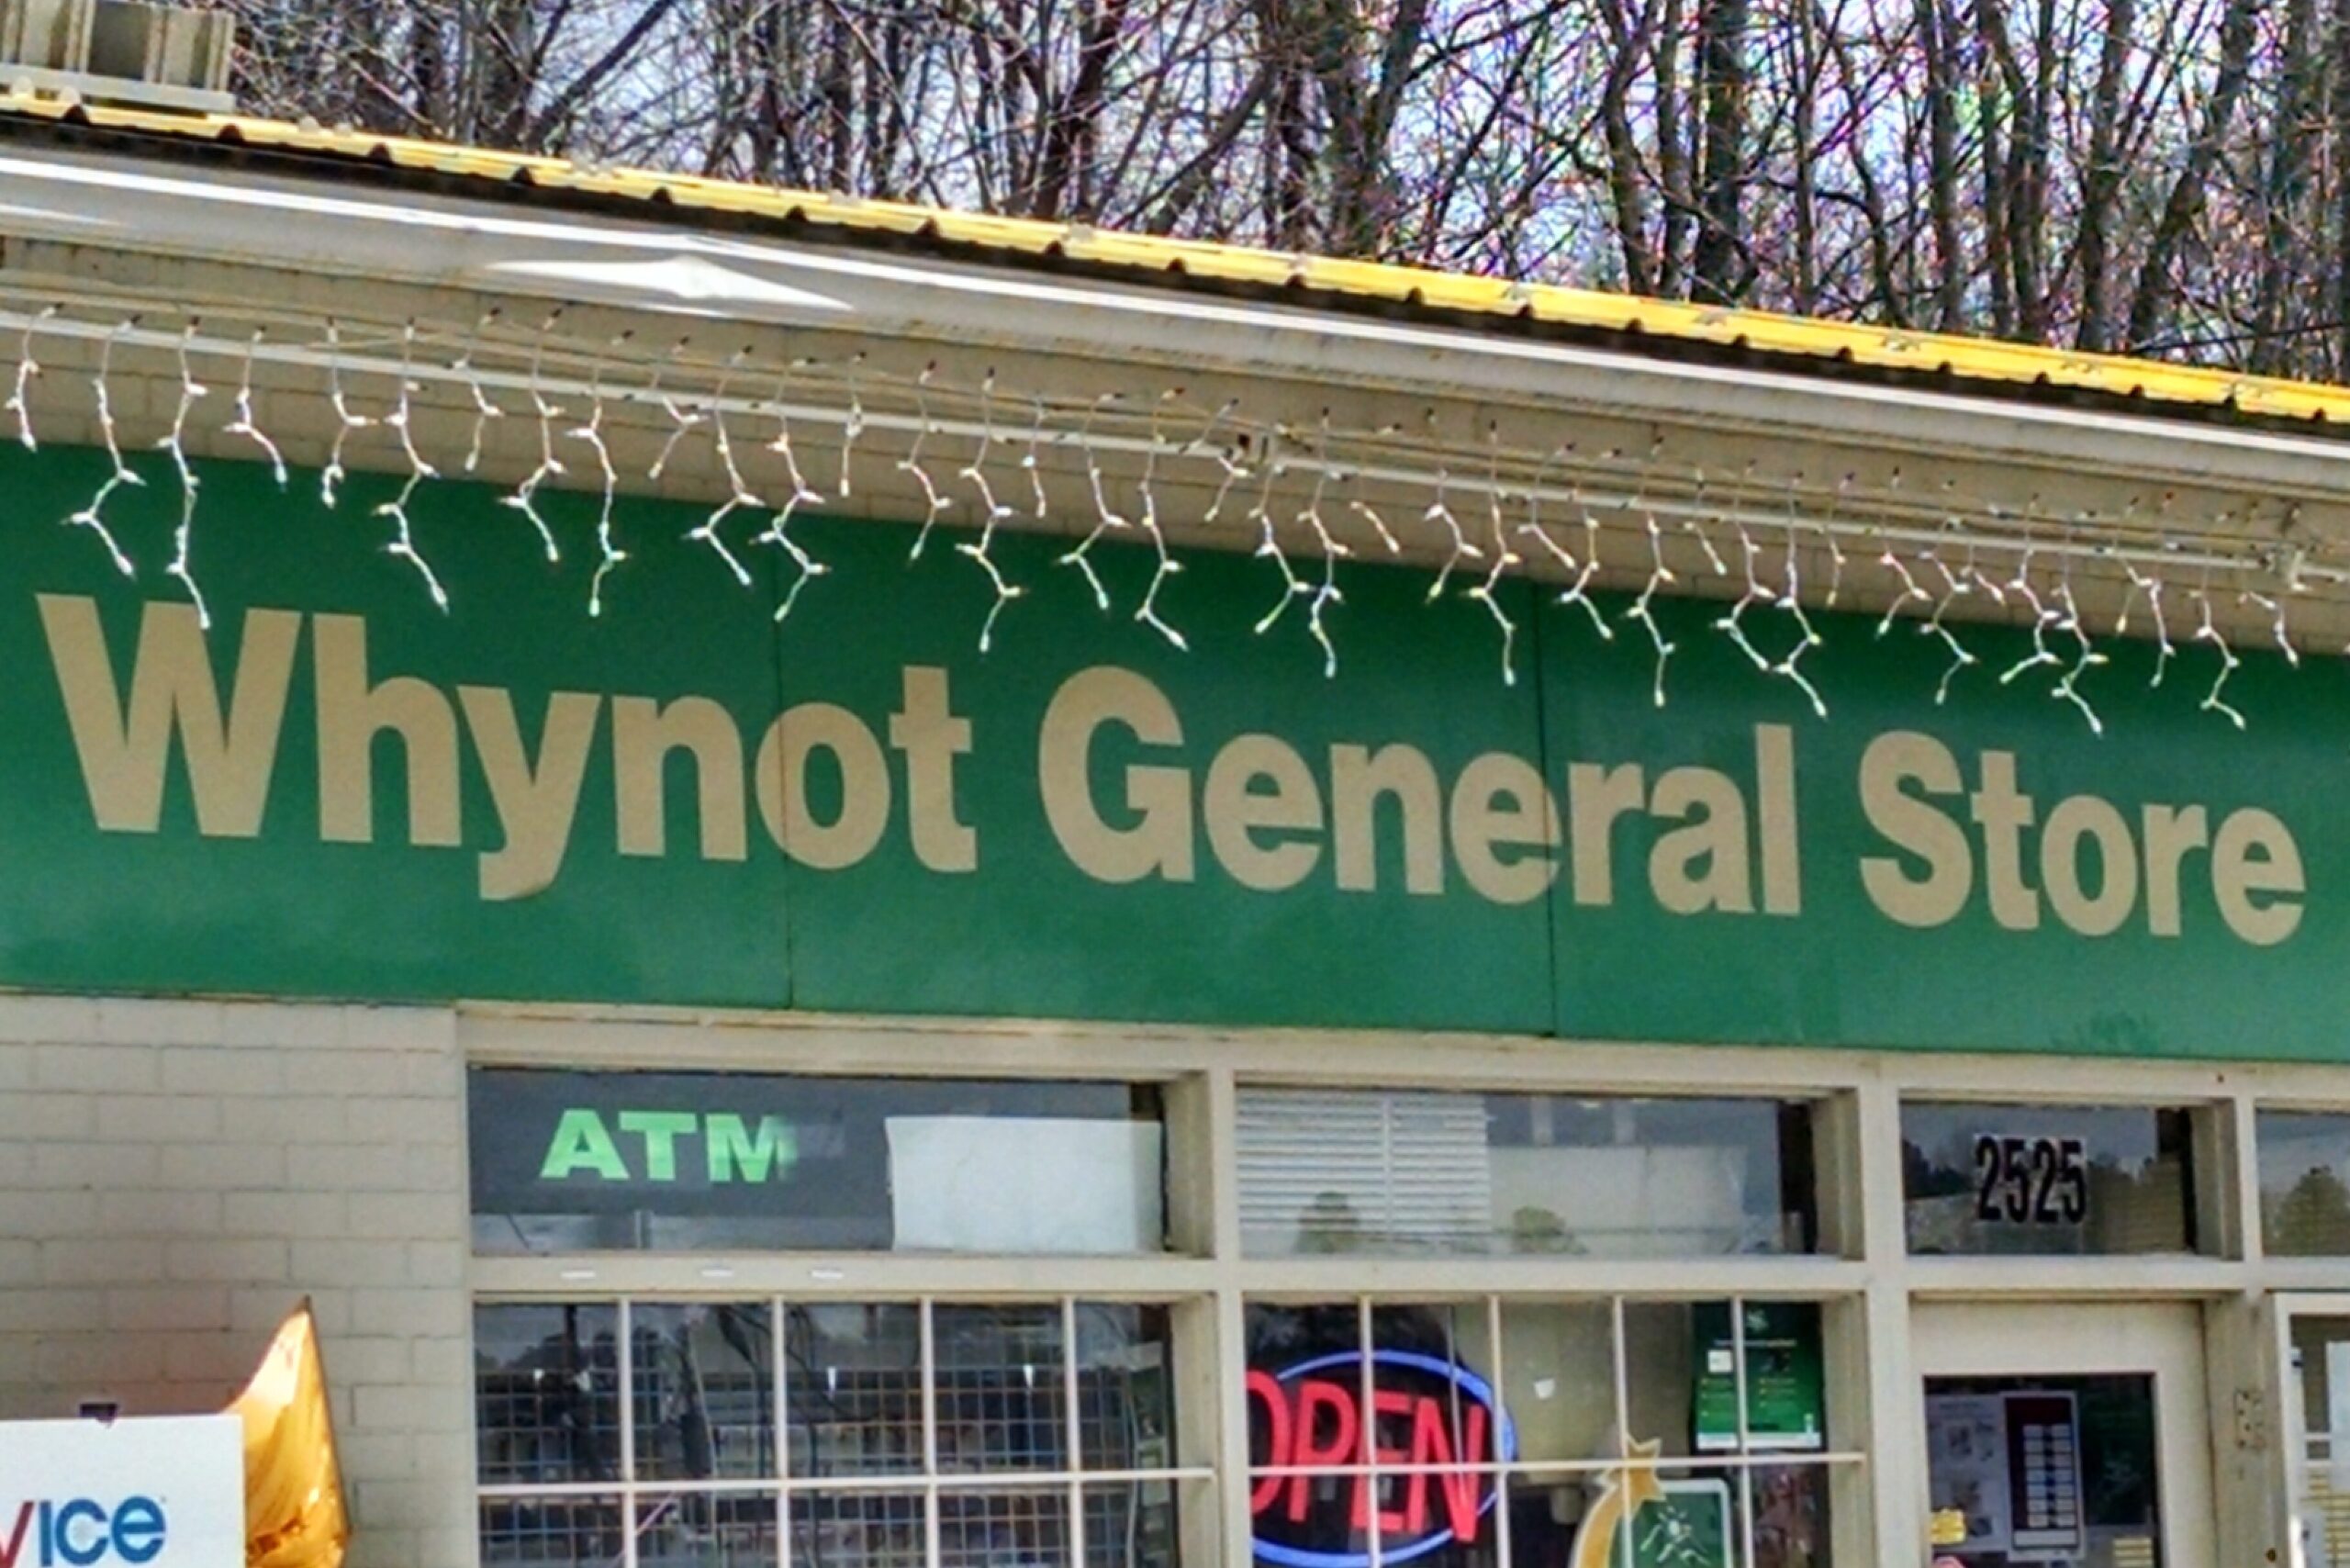 Whynot General Store
ATM
2525
OPEN
vice